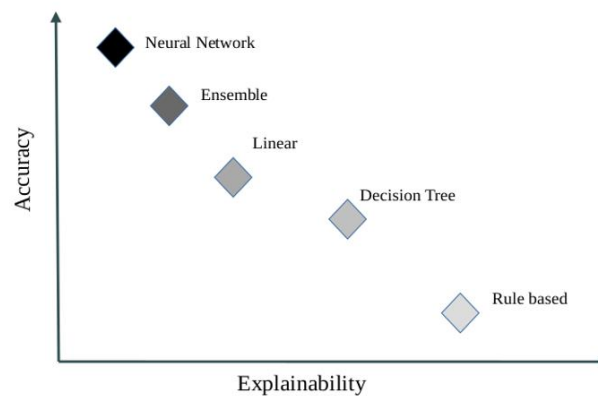 Neural Network
Ensemble
Linear
Decision Tree
Rule based
Accuracy
Explainability